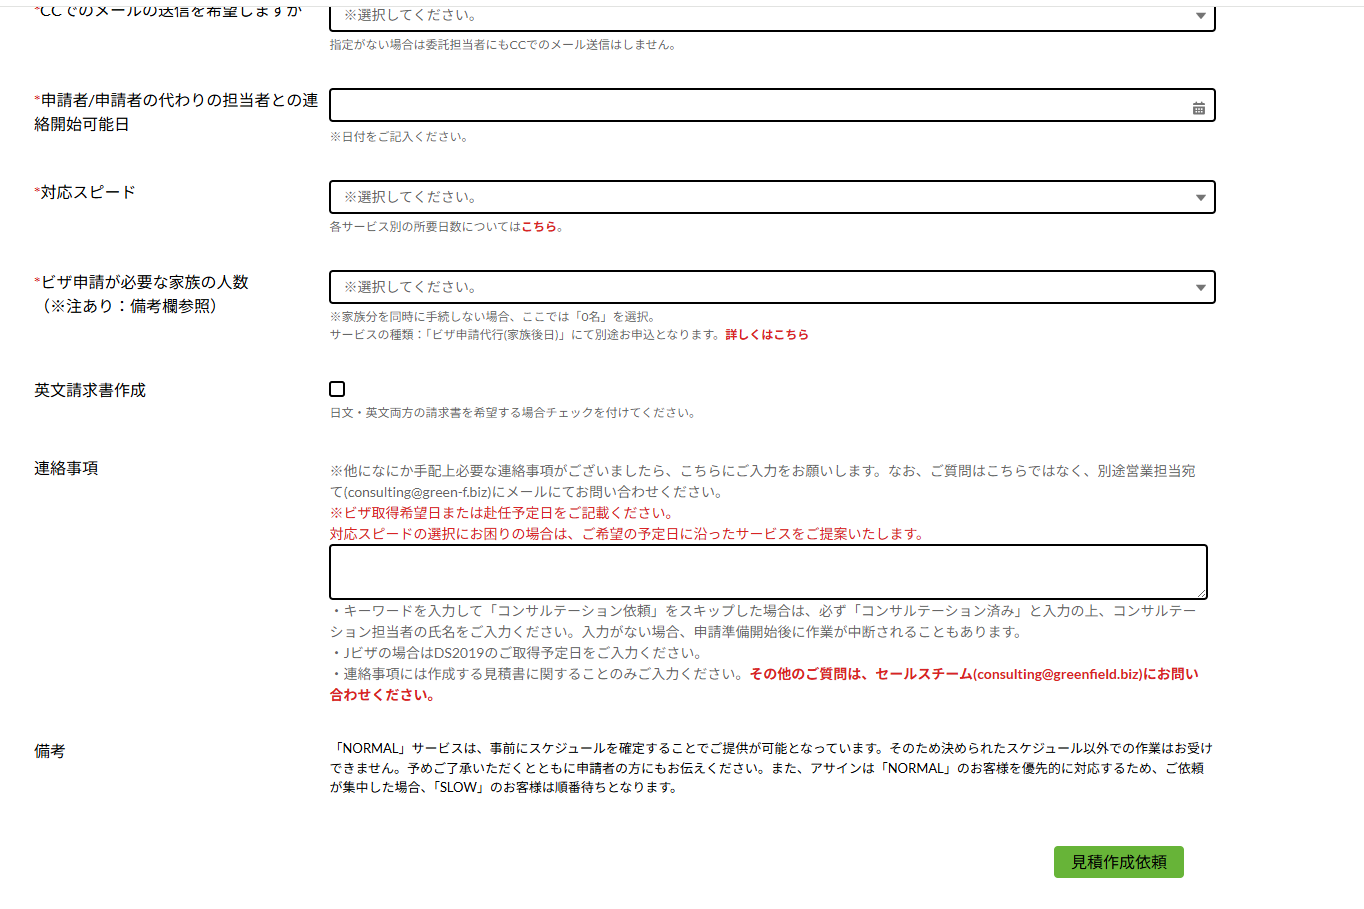 *CCでのメールの送信を希望しますか
※選択してください。
指定がない場合は委託担当者にもCCでのメール送信はしません。
*申請者/申請者の代わりの担当者との連
絡開始可能日
※日付をご記入ください。
*対応スピード
※選択してください。
各サービス別の所要日数についてはこちら。
*ビザ申請が必要な家族の人数
（※注あり：備考欄参照）
※選択してください。
※家族分を同時に手続しない場合、ここでは「0名」を選択。
サービスの種類：「ビザ申請代行(家族後日)」にて別途お申込となります。詳しくはこちら
英文請求書作成
日文・英文両方の請求書を希望する場合チェックを付けてください。
連絡事項
※他になにか手配上必要な連絡事項がございましたら、こちらにご入力をお願いします。なお、ご質問はこちらではなく、別途営業担当宛
て(consulting@green-f.biz)にメールにてお問い合わせください。
※ビザ取得希望日または赴任予定日をご記載ください。
対応スピードの選択にお困りの場合は、ご希望の予定日に沿ったサービスをご提案いたします。
・キーワードを入力して「コンサルテーション依頼」をスキップした場合は、必ず「コンサルテーション済み」と入力の上、コンサルテー
ション担当者の氏名をご入力ください。入力がない場合、申請準備開始後に作業が中断されることもあります。
・Jビザの場合はDS2019のご取得予定日をご入力ください。
・連絡事項には作成する見積書に関することのみご入力ください。その他のご質問は、セールスチーム(consulting@greenfield.biz)にお問い
合わせください。
備考
「NORMAL」サービスは、事前にスケジュールを確定することでご提供が可能となっています。そのため決められたスケジュール以外での作業はお受け
できません。予めご了承いただくとともに申請者の方にもお伝えください。また、アサインは「NORMAL」のお客様を優先的に対応するため、ご依頼
が集中した場合、「SLOW」のお客様は順番待ちとなります。
見積作成依頼